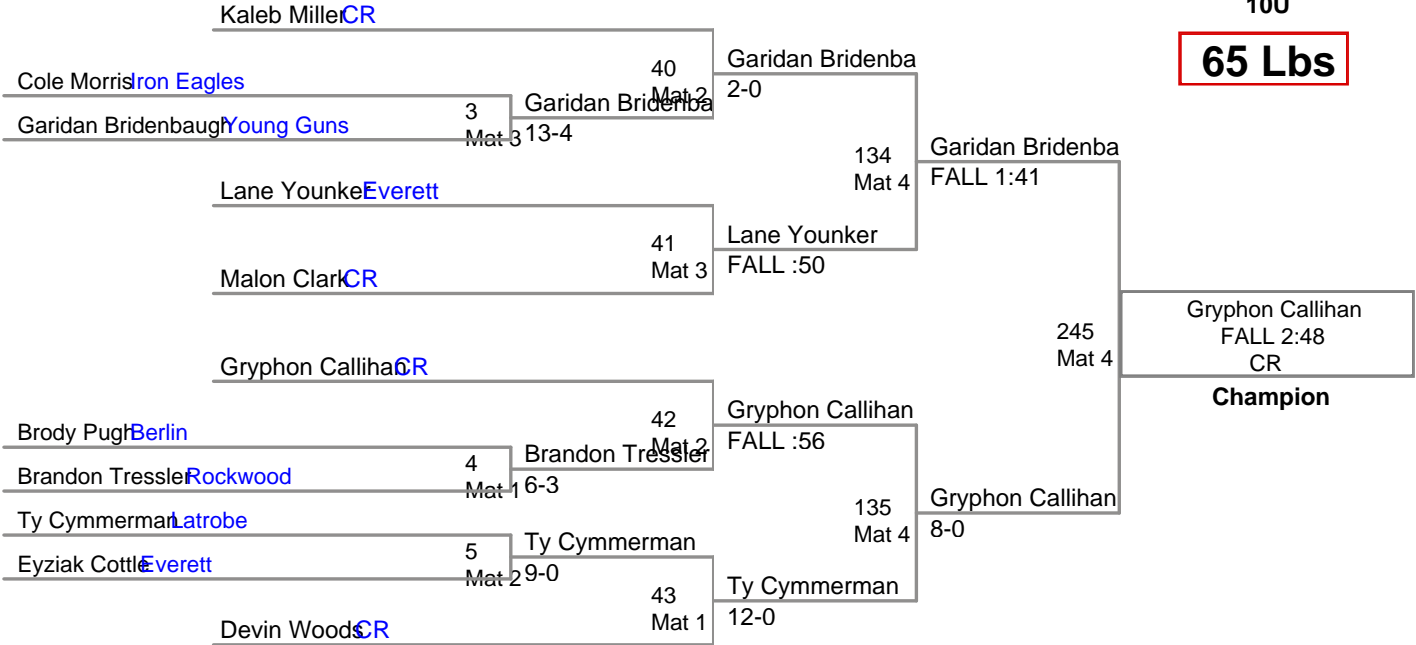 10U
65 Lbs
Kaleb Miller CR
Cole Morris Iron Eagles
Garidan Bridenbaugh Young Guns
3
Mat 3
Garidan Bridenba
13-4
40
Mat 2
Garidan Bridenba
2-0
Lane Younker Everett
Malon Clark CR
41
Mat 3
Lane Younker
FALL :50
134
Mat 4
Garidan Bridenba
FALL 1:41
Gryphon Callihan CR
Brody Pugh Berlin
Brandon Tressler Rockwood
4
Mat 1
Brandon Tressler
6-3
42
Mat 2
Gryphon Callihan
FALL :56
Ty Cymmerman Latrobe
Eyziak Cottle Everett
5
Mat 2
Ty Cymmerman
9-0
Devin Woods CR
43
Mat 1
Ty Cymmerman
12-0
135
Mat 4
Gryphon Callihan
8-0
245
Mat 4
Gryphon Callihan
FALL 2:48
CR
Champion